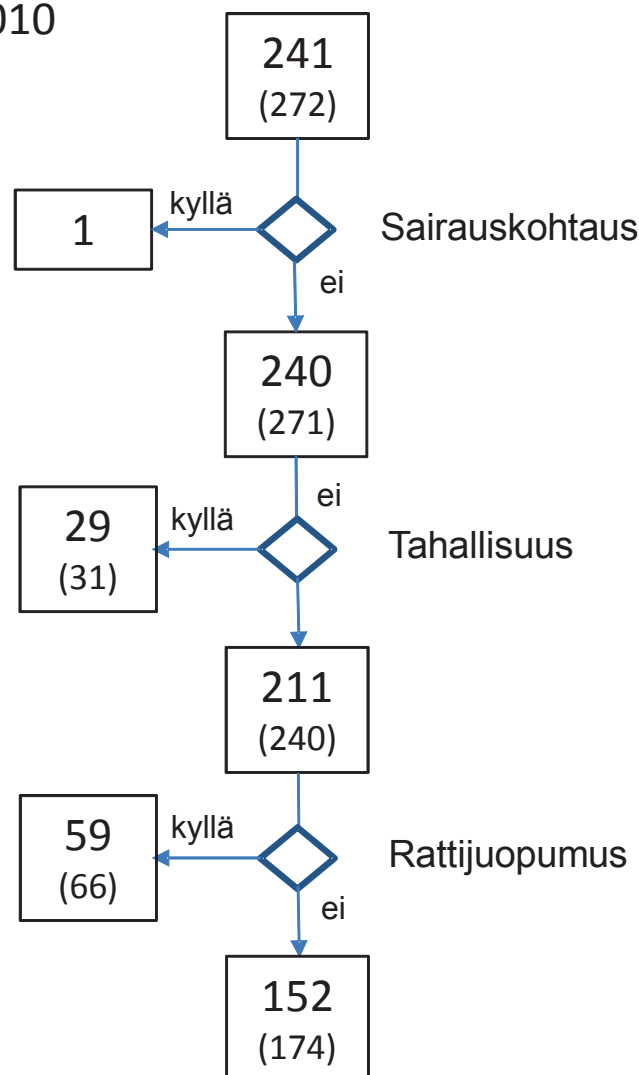 010
241
(272)
kyllä
1
Sairauskohtaus
ei
240
(271)
ei
kyllä
29
(31)
Tahallisuus
211
(240)
kyllä
59
(66)
Rattijuopumus
ei
152
(174)